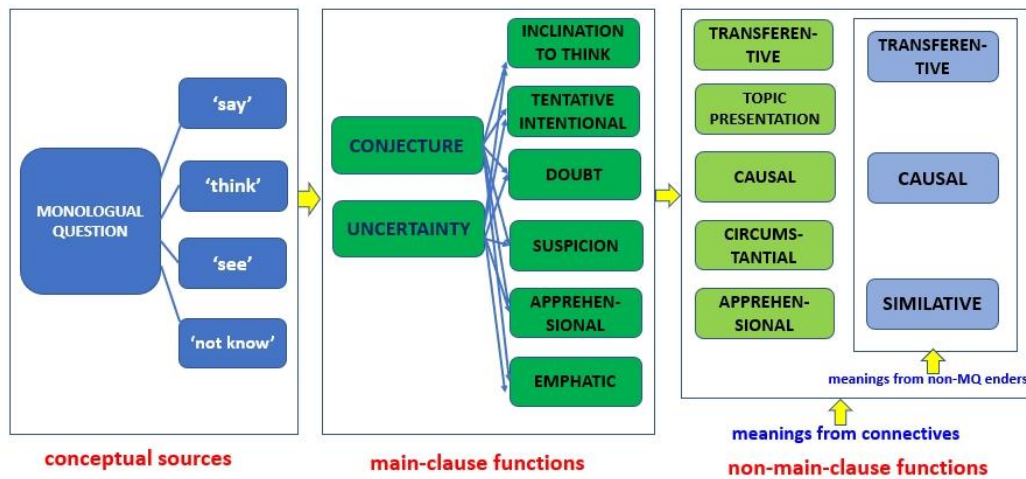 MONOLOGUAL
QUESTION
‘say’
‘think’
‘see’
‘not know’
conceptual sources
CONJECTURE
UNCERTAINTY
INCLINATION
TO THINK
TENTATIVE
INTENTIONAL
DOUBT
SUSPICION
APPREHEN-
SIONAL
EMPHATIC
main-clause functions
TRANSFEREN-
TIVE
TOPIC
PRESENTATION
CAUSAL
CIRCUMS-
TANTIAL
APPREHEN-
SIONAL
TRANSFEREN-
TIVE
CAUSAL
SIMILATIVE
meanings from non-MQ enders
meanings from connectives
non-main-clause functions